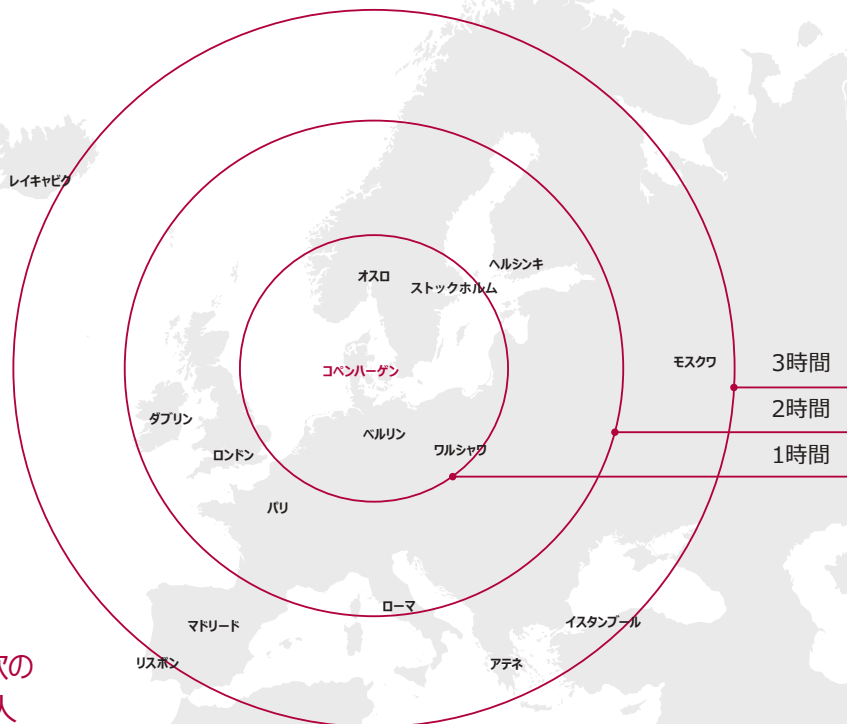 レイキャビク
ヘルシンキ
オスロ
ストックホルム
モスクワ
3時間
コペンハーゲン
2時間
ダブリン
ベルリン
ロンドン
ワルシャワ
1時間
パリ
ローマ
マドリード
イスタンブール
リスボン
アテネ
欧の
人